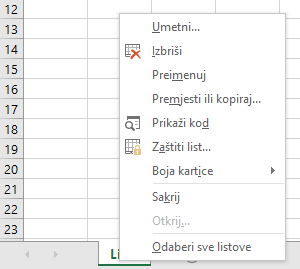 12
13
14
15
16
17
18
19
20
21
22
23
Umetni...
Izbriši
Preimenuj
Premjesti ili kopiraj...
Prikaži kod
Zaštiti list...
Boja kartice
Sakrij
Otkrij...
Odaberi sve listove